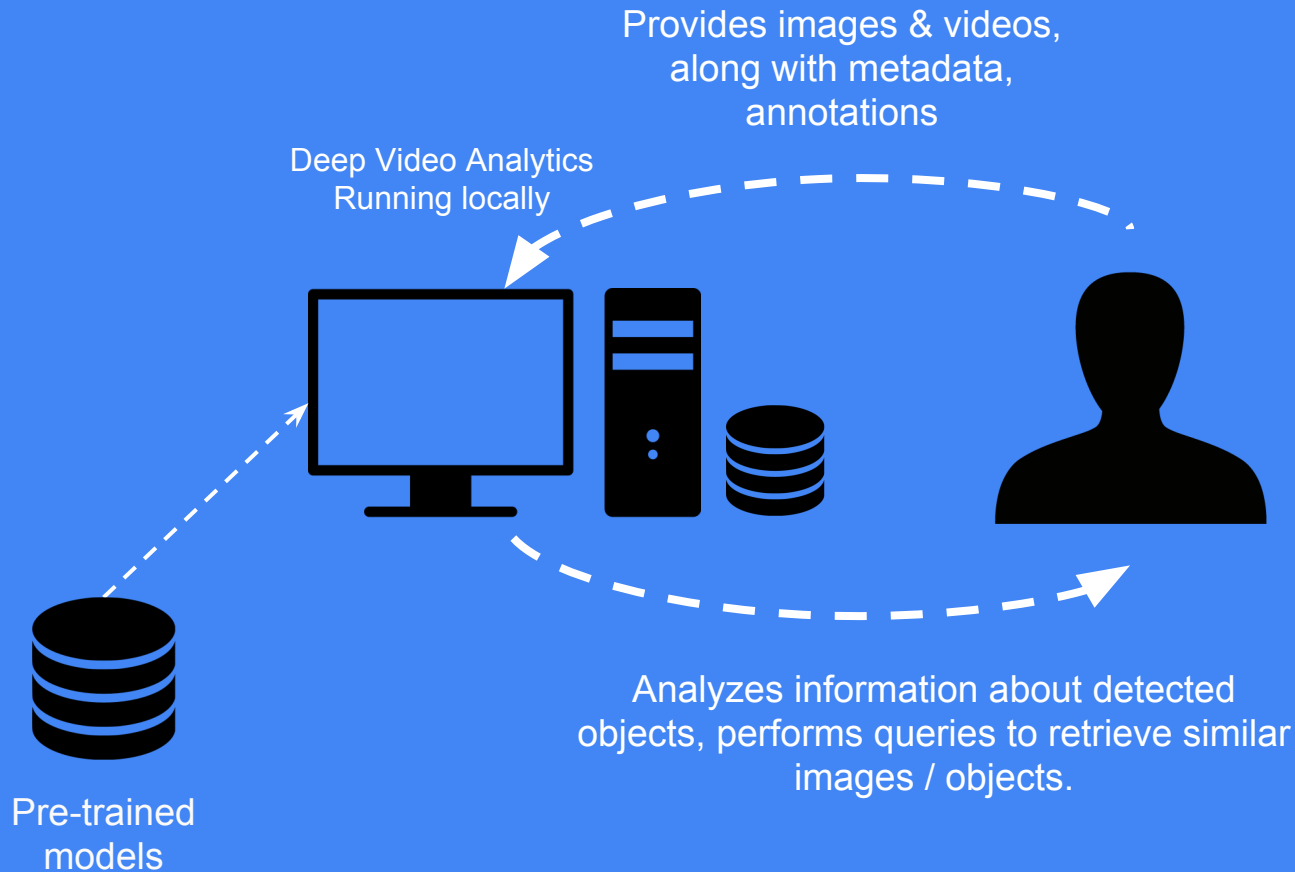 Provides images & videos,
along with metadata,
annotations
Deep Video Analytics
Running locally
Analyzes information about detected
objects, performs queries to retrieve similar
images / objects.
Pre-trained
models